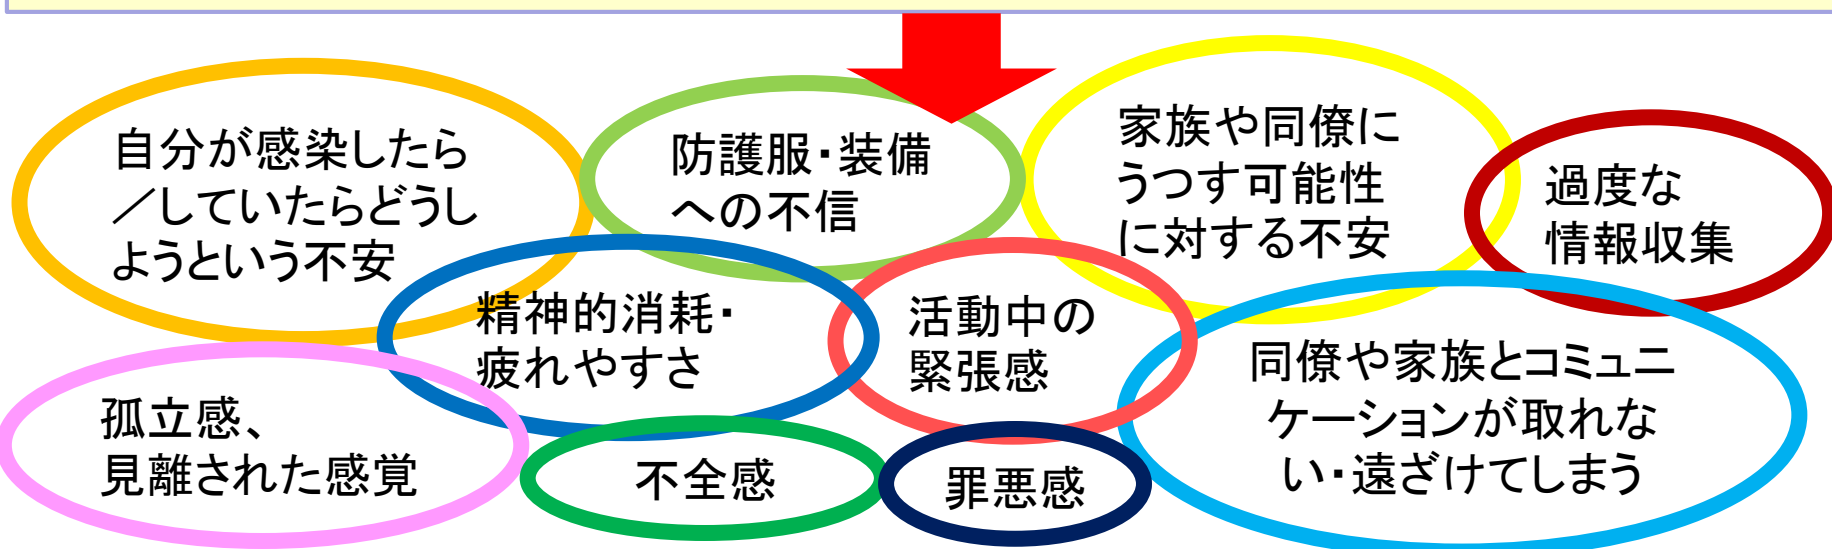 自分が感染したら
／していたらどうし
ようという不安
防護服・装備
への不信
家族や同僚に
うつす可能性
に対する不安
過度な
情報収集
精神的消耗・
疲れやすさ
活動中の
緊張感
同僚や家族とコミュニ
ケーションが取れな
い・遠ざけてしまう
孤立感、
見離された感覚
不全感
罪悪感